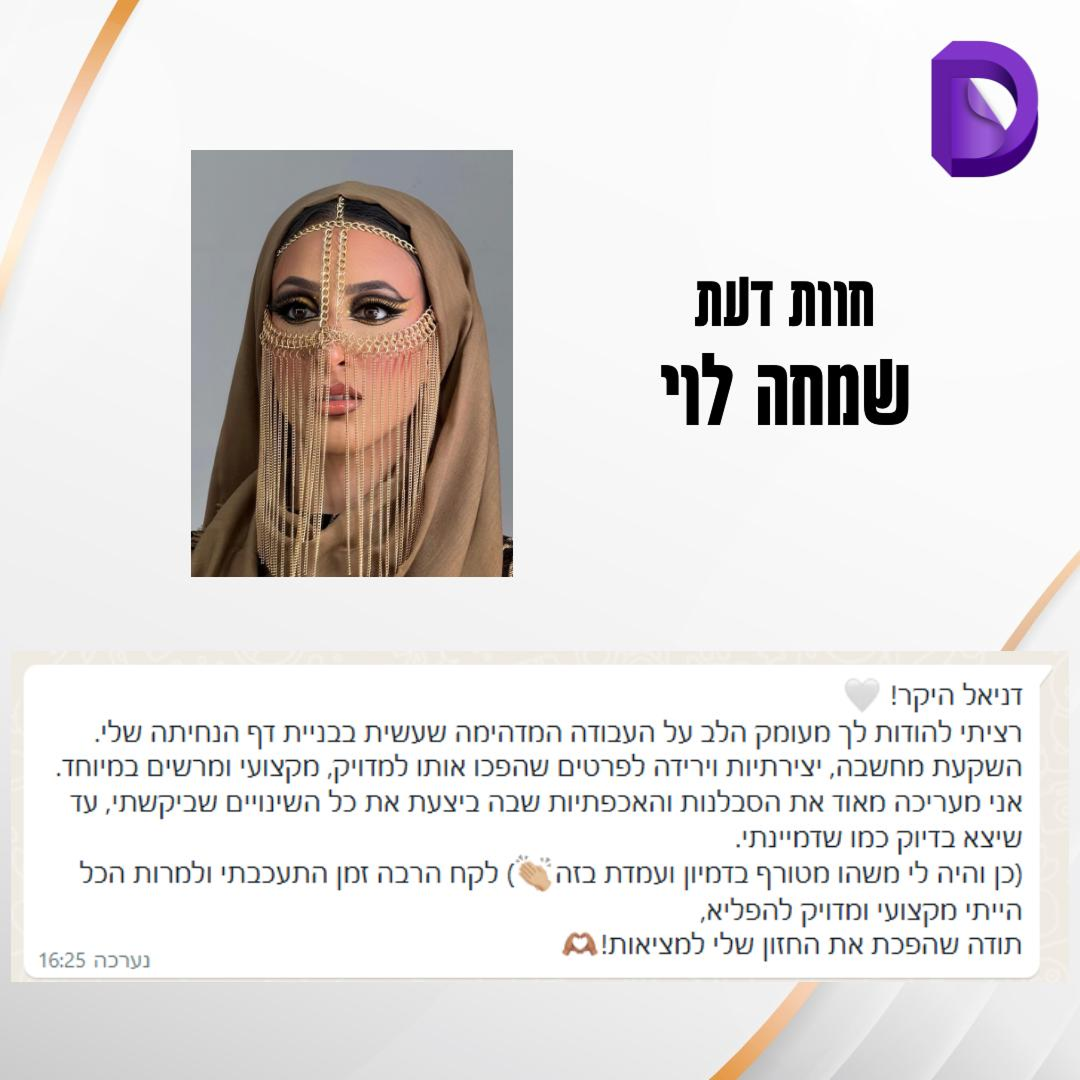 חוות דעת
שמחה לוי
דניאל היקר! 🤍
רציתי להודות לך מעומק הלב על העבודה המדהימה שעשית בבניית דף הנחיתה שלי.
השקעת מחשבה, יצירתיות וירידה לפרטים שהפכו אותו למדויק, מקצועי ומרשים במיוחד.
אני מעריכה מאוד את הסבלנות והאכפתיות שבה ביצעת את כל השינויים שביקשתי, עד
שיצא בדיוק כמו שדמיינתי.
(כן והיה לי משהו מטורף בדמיון ועמדת בזה👏🏼) לקח הרבה זמן התעכבתי ולמרות הכל
הייתי מקצועי ומדויק להפליא,
תודה שהפכת את החזון שלי למציאות!🫶🏽
נערכה 16:25